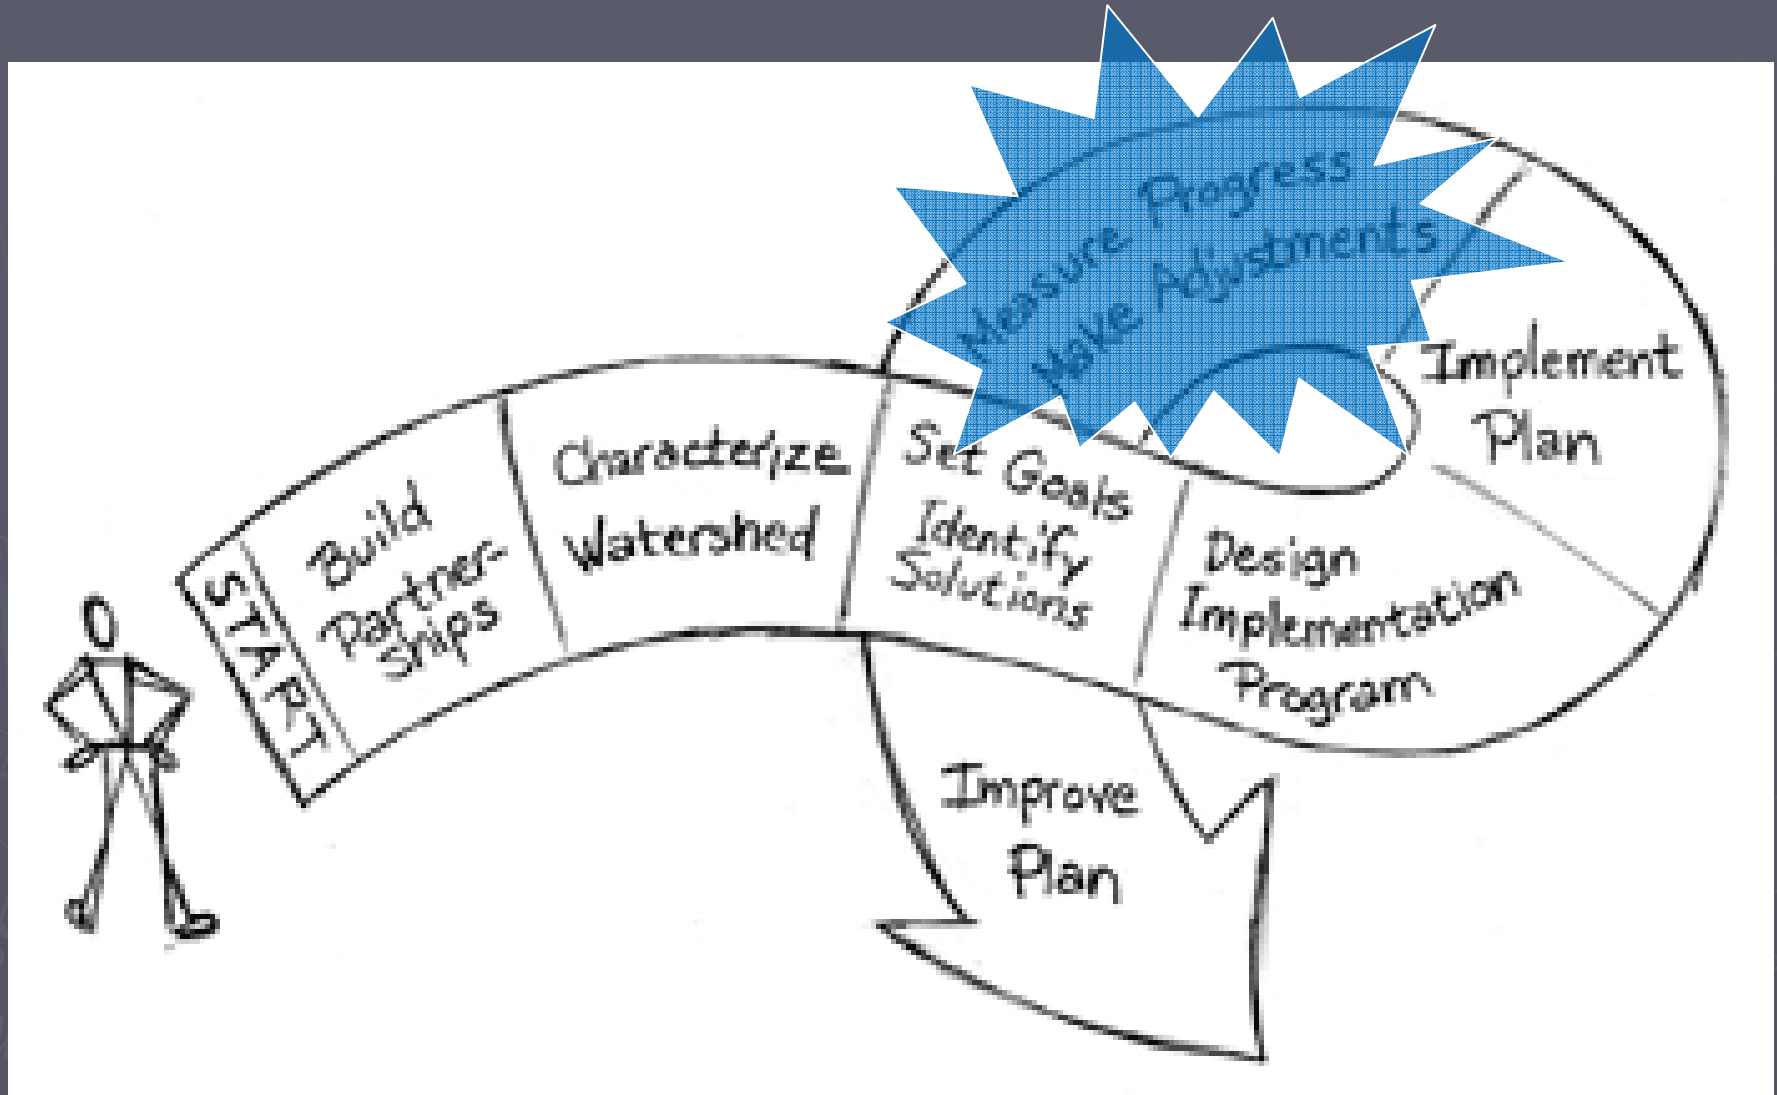 START
Build
Partner-
ships
Characterize
Watershed
Set Goals
Identify
Solutions
Design
Implementation
Program
Implement
Plan
Measure Progress
Make Adjustments
Improve
Plan